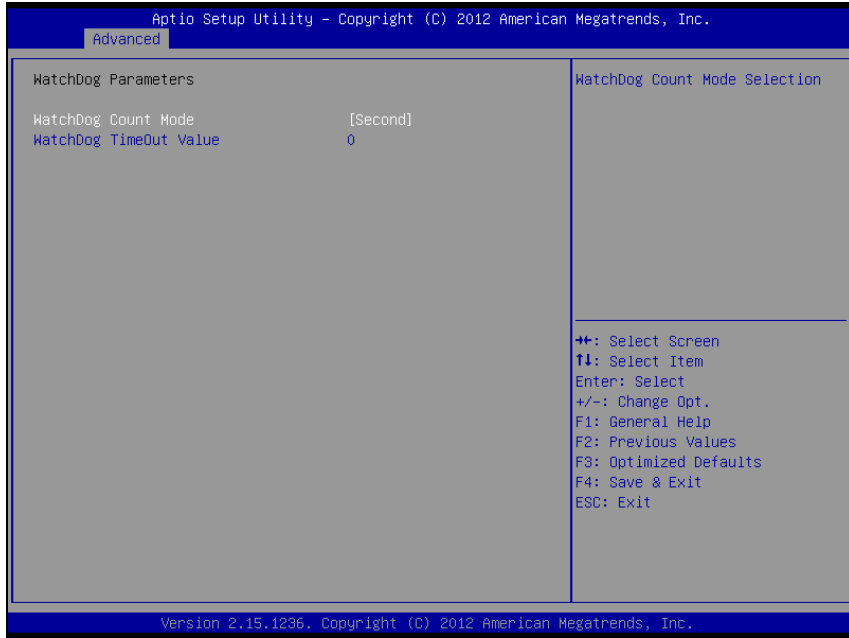 Aptio Setup Utility – Copyright (C) 2012 American Megatrends, Inc.
Advanced
WatchDog Parameters
WatchDog Count Mode [Second]
WatchDog TimeOut Value 0
WatchDog Count Mode Selection
→←: Select Screen
↑↓: Select Item
Enter: Select
+/-: Change Opt.
F1: General Help
F2: Previous Values
F3: Optimized Defaults
F4: Save & Exit
ESC: Exit
Version 2.15.1236. Copyright (C) 2012 American Megatrends, Inc.